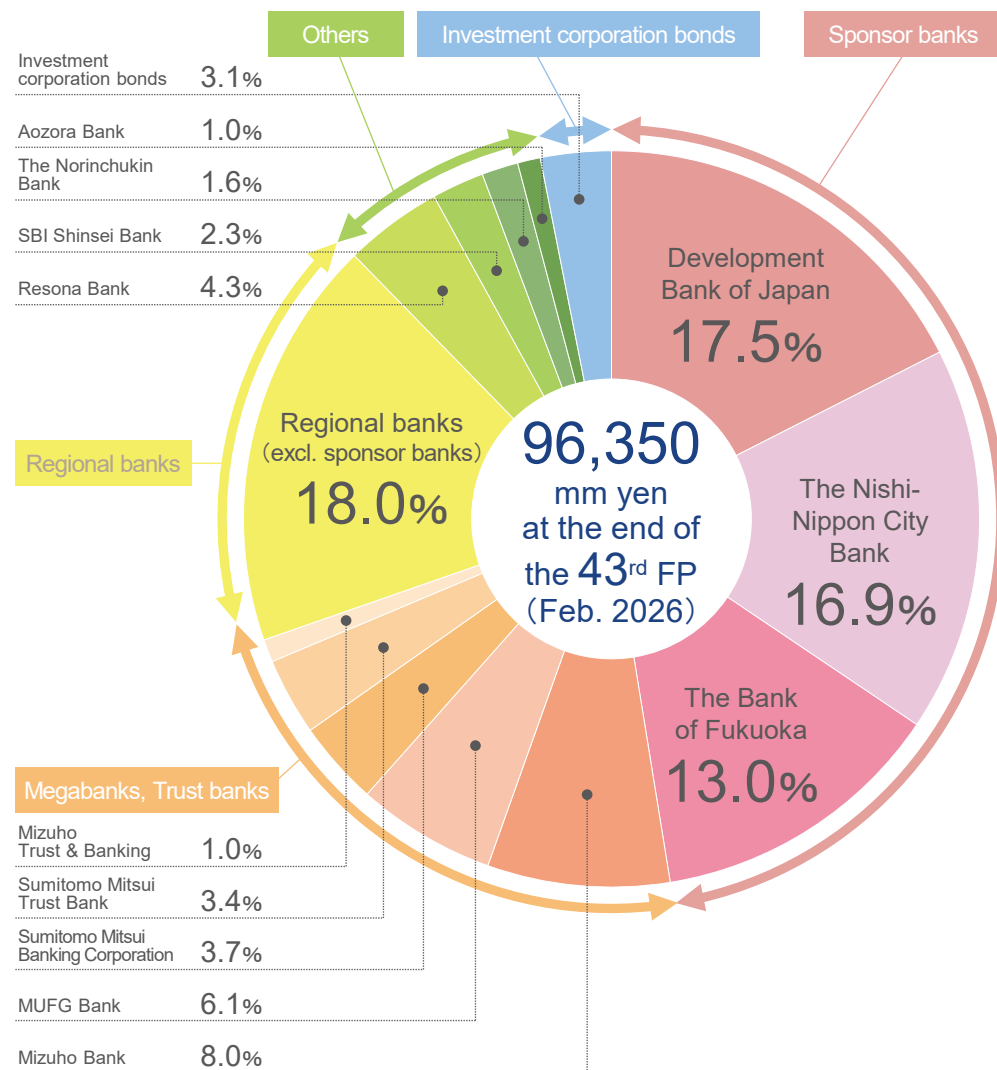 Others
Investment corporation bonds
Sponsor banks
Investment
corporation bonds 3.1%
Aozora Bank 1.0%
The Norinchukin
Bank 1.6%
SBI Shinsei Bank 2.3%
Resona Bank 4.3%
Development
Bank of Japan
17.5%
Regional banks
(excl. sponsor banks)
18.0%
Regional banks
96,350
mm yen
at the end of
the 43rd FP
(Feb. 2026)
The Nishi-
Nippon City
Bank
16.9%
The Bank
of Fukuoka
13.0%
Megabanks, Trust banks
Mizuho
Trust & Banking 1.0%
Sumitomo Mitsui
Trust Bank 3.4%
Sumitomo Mitsui
Banking Corporation 3.7%
MUFG Bank 6.1%
Mizuho Bank 8.0%